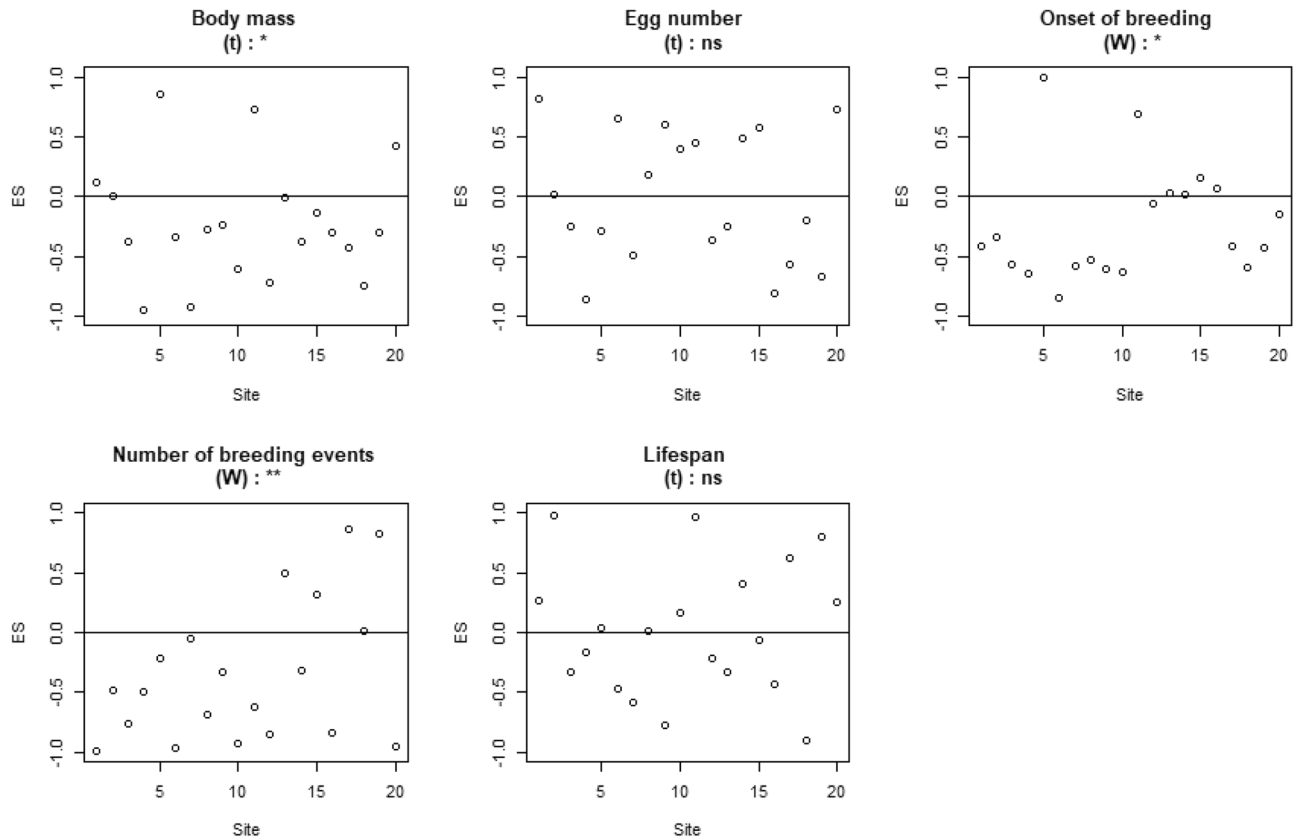 Body mass
(t) : *
1.0
0.5
0.0
-0.5
-1.0
ES
5
10
15
20
Site
Egg number
(t) : ns
1.0
0.5
0.0
-0.5
-1.0
ES
5
10
15
20
Site
Onset of breeding
(W) : *
1.0
0.5
0.0
-0.5
-1.0
ES
5
10
15
20
Site
Number of breeding events
(W) : **
1.0
0.5
0.0
-0.5
-1.0
ES
5
10
15
20
Site
Lifespan
(t) : ns
1.0
0.5
0.0
-0.5
-1.0
ES
5
10
15
20
Site